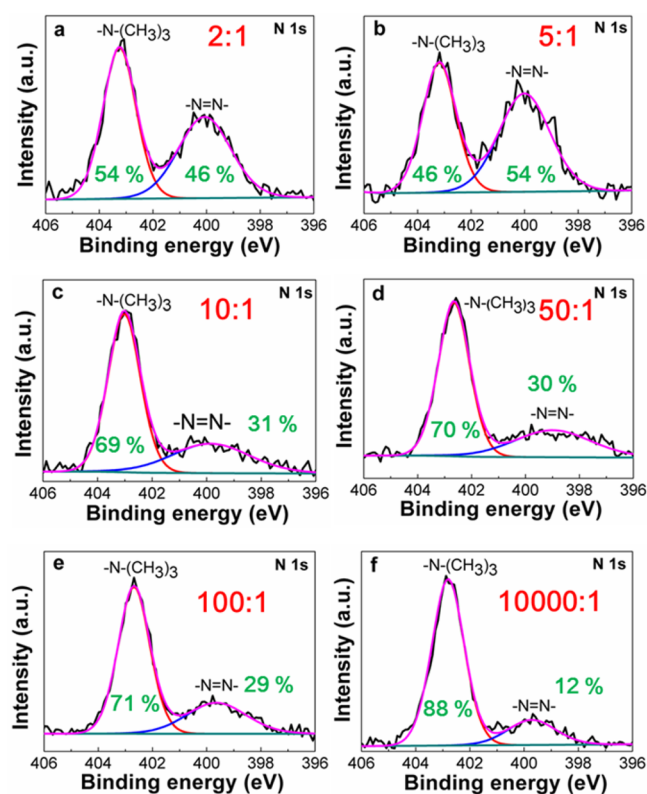 a -N-(CH₃)₃ 2:1 N 1s
-N=N-
54 % 46 %
Intensity (a.u.)
406 404 402 400 398 396
Binding energy (eV)
b -N-(CH₃)₃ 5:1 N 1s
-N=N-
46 % 54 %
Intensity (a.u.)
406 404 402 400 398 396
Binding energy (eV)
c -N-(CH₃)₃ 10:1 N 1s
69 % -N=N- 31 %
Intensity (a.u.)
406 404 402 400 398 396
Binding energy (eV)
d -N-(CH₃)₃ 50:1 N 1s
30 %
-N=N-
70 %
Intensity (a.u.)
406 404 402 400 398 396
Binding energy (eV)
e -N-(CH₃)₃ N 1s
100:1
-N=N- 29 %
71 %
Intensity (a.u.)
406 404 402 400 398 396
Binding energy (eV)
f -N-(CH₃)₃ N 1s
10000:1
12 %
-N=N-
88 %
Intensity (a.u.)
406 404 402 400 398 396
Binding energy (eV)